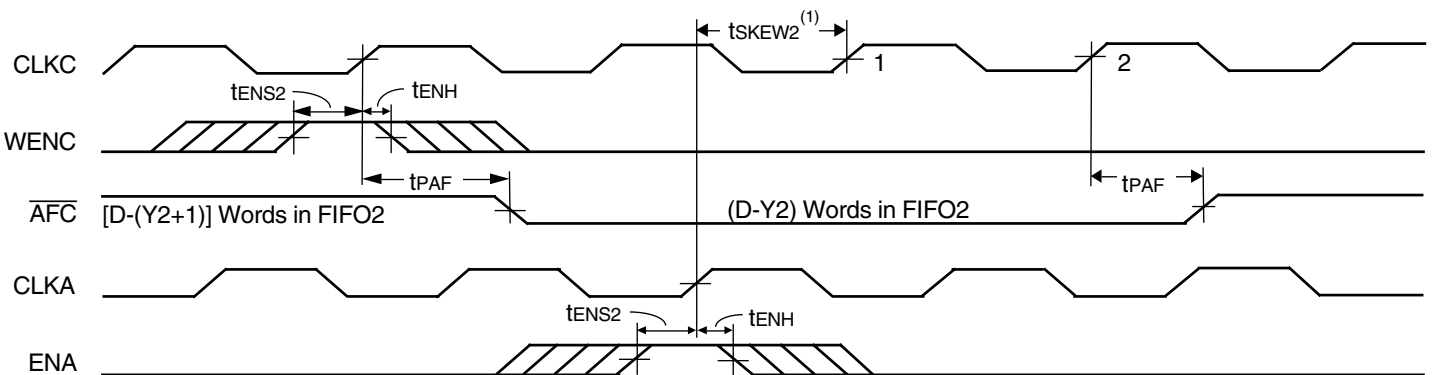 tSKEW2(1)
CLKC
1
2
tENS2
tENH
WENC
tPAF
tPAF
AFC
[D-(Y2+1)] Words in FIFO2
(D-Y2) Words in FIFO2
CLKA
tENS2
tENH
ENA